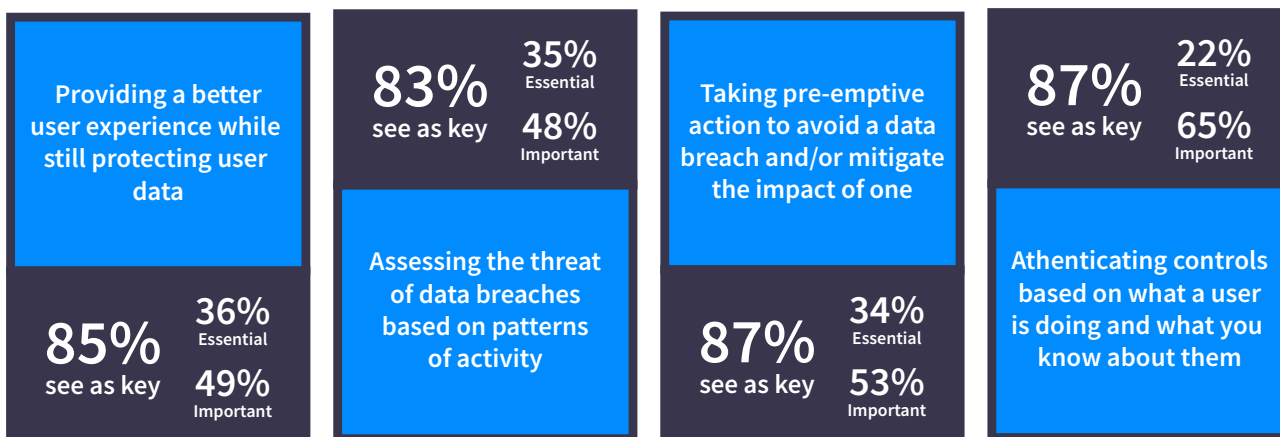 Providing a better
user experience while
still protecting user
data
85%
see as key
36%
Essential
49%
Important
83%
see as key
35%
Essential
48%
Important
Assessing the threat
of data breaches
based on patterns
of activity
Taking pre-emptive
action to avoid a data
breach and/or mitigate
the impact of one
87%
see as key
34%
Essential
53%
Important
87%
see as key
22%
Essential
65%
Important
Athenticating controls
based on what a user
is doing and what you
know about them